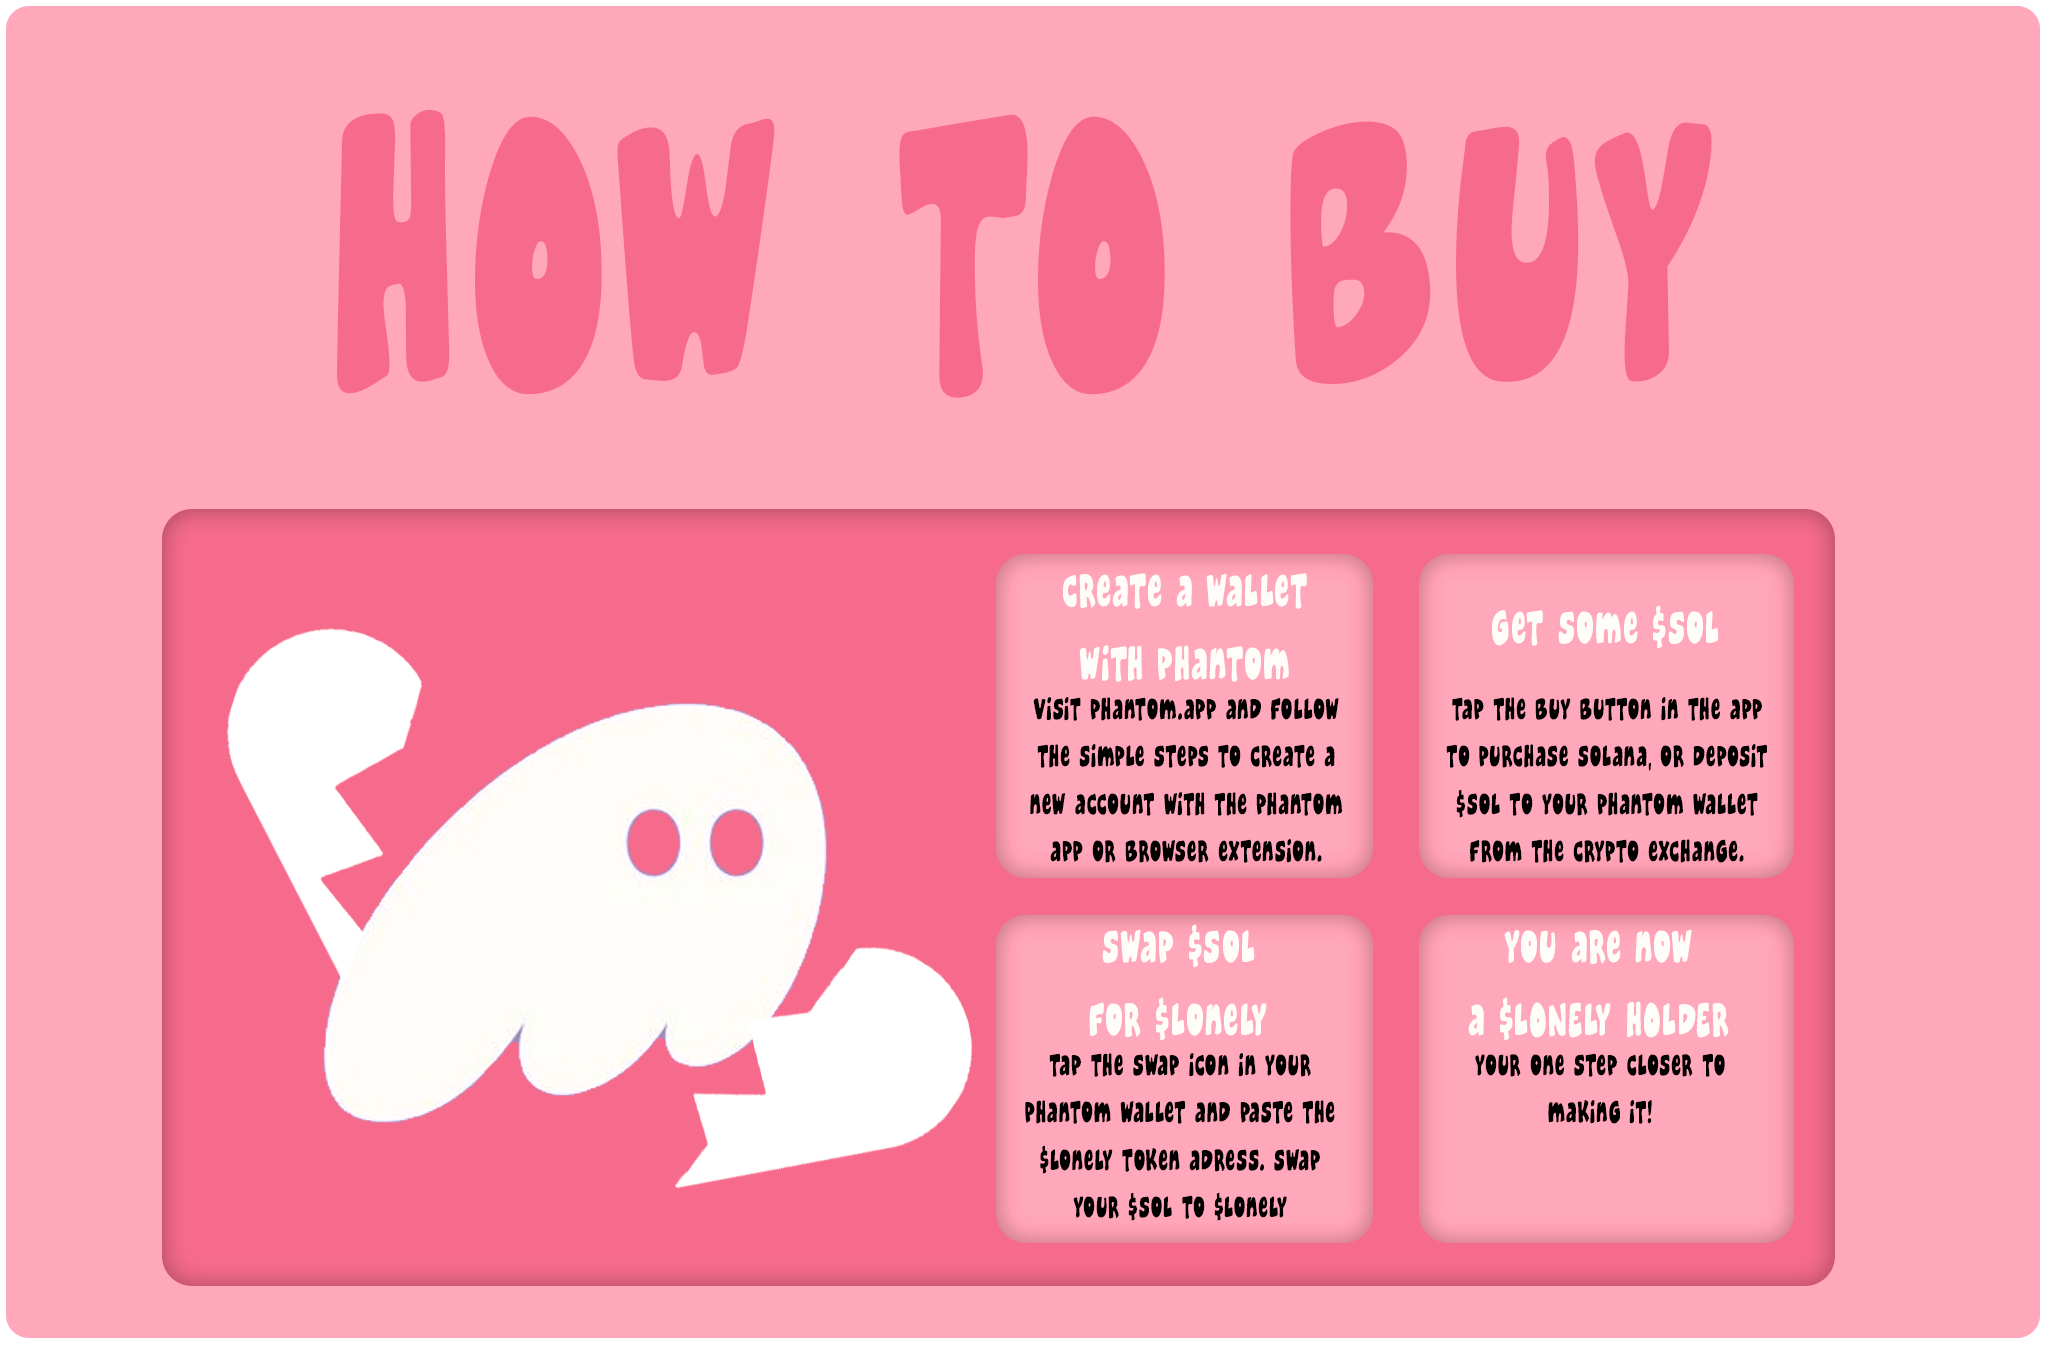 HOW TO BUY
Create a Wallet
With Phantom
Visit phantom.app and follow
the simple steps to create a
new account with the Phantom
app or browser extension.
Get Some $SOL
Tap the buy button in the app
to purchase Solana, or deposit
$SOL to your Phantom wallet
from the crypto exchange.
Swap $SOL
for $Lonely
Tap the swap icon in your
Phantom wallet and paste the
$Lonely token adress. Swap
your $SOL to $Lonely
You are now
a $LONELY HOLDER
Your one step closer to
making it!